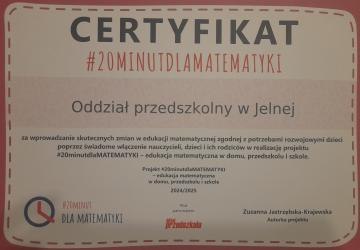 CERTYFIKAT
#20MINUTDLAMATEMATYKI
Oddział przedszkolny w Jelnej
za wprowadzanie skutecznych zmian w edukacji matematycznej zgodnej z potrzebami rozwojowymi dzieci
poprzez świadome włączenie nauczycieli, dzieci i ich rodziców w realizację projektu
#20minutdlaMATEMATYKI – edukacja matematyczna w domu, przedszkolu i szkole.
Projekt #20minutdlaMATEMATYKI
– edukacja matematyczna
w domu, przedszkolu i szkole
2024/2025
#20MINUT
DLA MATEMATYKI
Zuzanna Jastrzębska-Krajewska
Autorka projektu